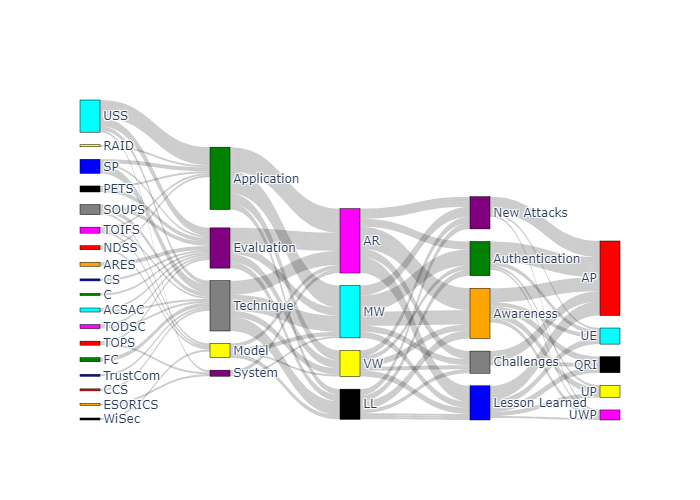 USS
RAID
SP
PETS
SOUPS
TOIFS
NDSS
ARES
CS
C
ACSAC
TODSC
TOPS
FC
TrustCom
CCS
ESORICS
WiSec
Application
Evaluation
Technique
Model
System
AR
MW
VW
LL
New Attacks
Authentication
Awareness
Challenges
Lesson Learned
AP
UE
QRI
UP
UWP